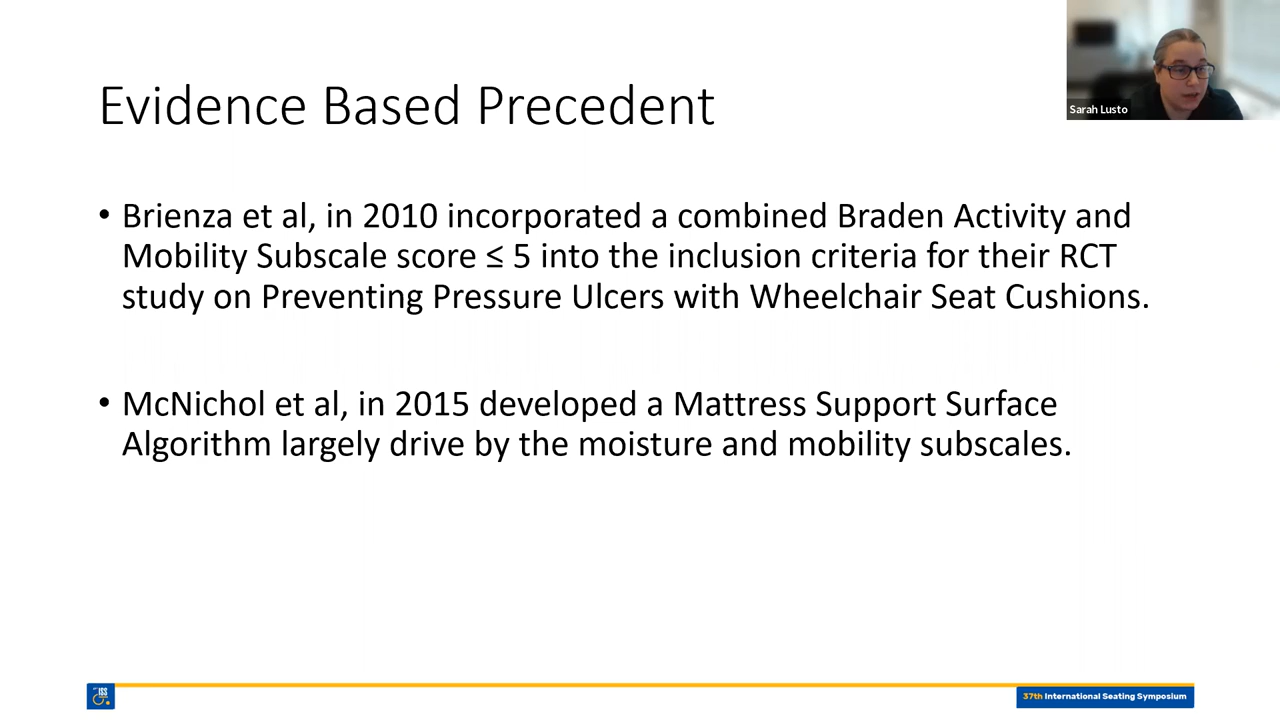 Sarah Lusto
Evidence Based Precedent
• Brienza et al, in 2010 incorporated a combined Braden Activity and
Mobility Subscale score ≤ 5 into the inclusion criteria for their RCT
study on Preventing Pressure Ulcers with Wheelchair Seat Cushions.
• McNichol et al, in 2015 developed a Mattress Support Surface
Algorithm largely drive by the moisture and mobility subscales.
ISS
37th International Seating Symposium